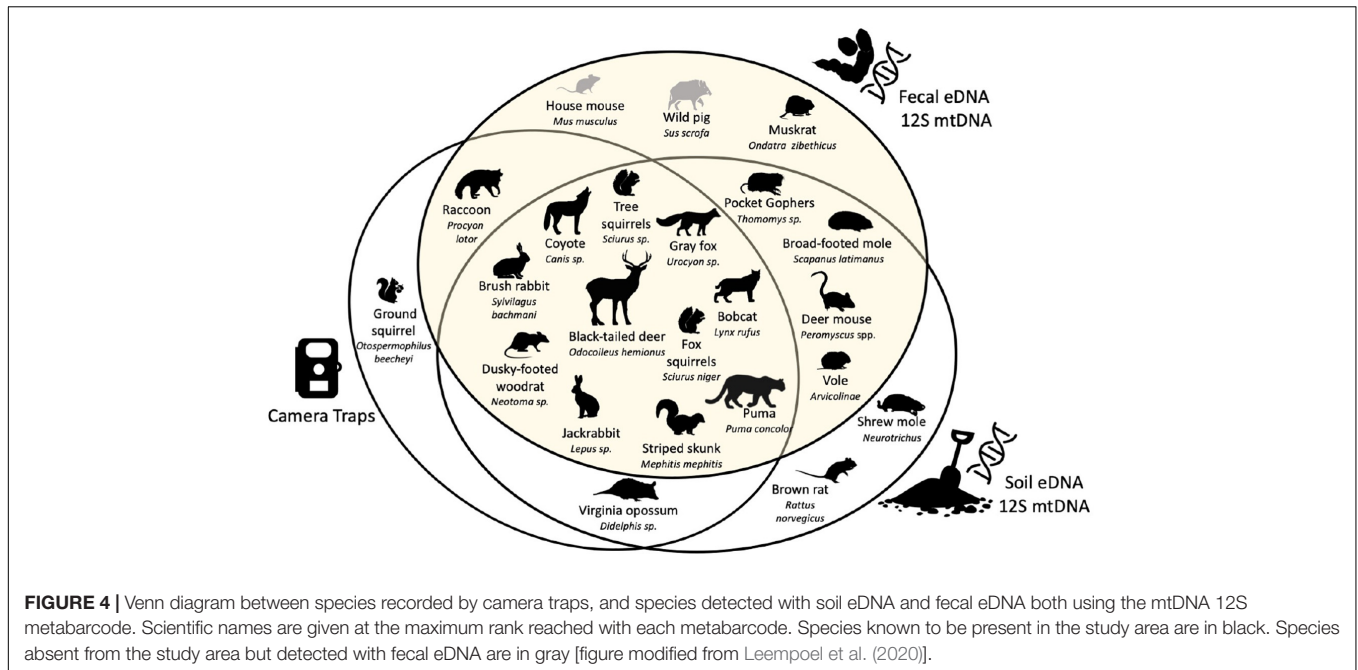 Fecal eDNA
12S mtDNA
House mouse
Mus musculus
Wild pig
Sus scrofa
Muskrat
Ondatra zibethicus
Raccoon
Procyon
lotor
Coyote
Canis sp.
Tree
squirrels
Sciurus sp.
Gray fox
Urocyon sp.
Pocket Gophers
Thomomys sp.
Broad-footed mole
Scapanus latimanus
Brush rabbit
Sylvilagus
bachmani
Ground
squirrel
Otospermophilus
beecheyi
Black-tailed deer
Odocoileus hemionus
Bobcat
Lynx rufus
Fox
squirrels
Sciurus niger
Deer mouse
Peromyscus spp.
Dusky-footed
woodrat
Neotoma sp.
Vole
Arvicolinae
Camera Traps
Jackrabbit
Lepus sp.
Striped skunk
Mephitis mephitis
Puma
Puma concolor
Shrew mole
Neurotrichus
Virginia opossum
Didelphis sp.
Brown rat
Rattus
norvegicus
Soil eDNA
12S mtDNA
FIGURE 4 | Venn diagram between species recorded by camera traps, and species detected with soil eDNA and fecal eDNA both using the mtDNA 12S
metabarcode. Scientific names are given at the maximum rank reached with each metabarcode. Species known to be present in the study area are in black. Species
absent from the study area but detected with fecal eDNA are in gray [figure modified from Leempoel et al. (2020)].